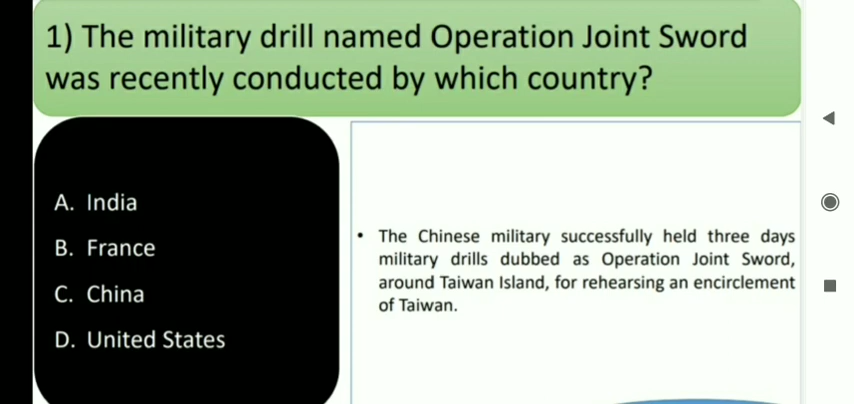 1) The military drill named Operation Joint Sword
was recently conducted by which country?
A. India
B. France
C. China
D. United States
• The Chinese military successfully held three days
military drills dubbed as Operation Joint Sword,
around Taiwan Island, for rehearsing an encirclement
of Taiwan.